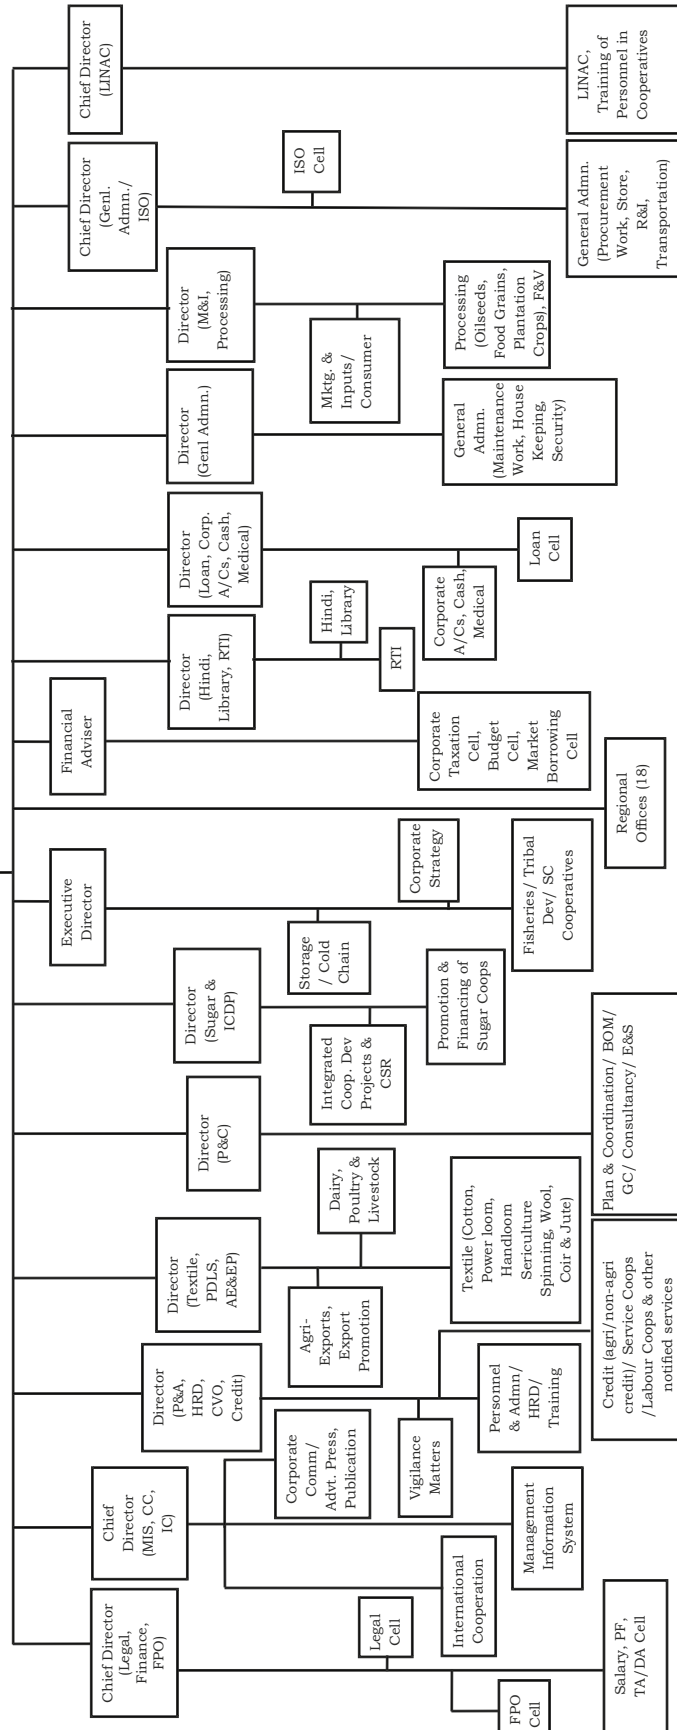 Chief Director
(Legal,
Finance,
FPO)
Legal
Cell
FPO
Cell
Salary, PF,
TA/DA Cell
Chief
Director
(MIS, CC,
IC)
Corporate
Comm/
Advt. Press,
Publication
International
Cooperation
Management
Information
System
Director
(P&A,
HRD,
CVO,
Credit)
Vigilance
Matters
Personnel
& Admn/
HRD/
Training
Credit (agri/non-agri
credit)/ Service Coops
/Labour Coops & other
notified services
Director
(Textile,
PDLS,
AE&EP)
Agri-
Exports,
Export
Promotion
Dairy,
Poultry &
Livestock
Textile (Cotton,
Power loom,
Handloom
Sericulture
Spinning, Wool,
Coir & Jute)
Director
(P&C)
Plan & Coordination/ BOM/
GC/ Consultancy/ E&S
Director
(Sugar &
ICDP)
Integrated
Coop. Dev
Projects &
CSR
Promotion &
Financing of
Sugar Coops
Executive
Director
Storage
/ Cold
Chain
Corporate
Strategy
Fisheries/ Tribal
Dev/ SC
Cooperatives
Regional
Offices (18)
Financial
Adviser
Corporate
Taxation
Cell,
Budget
Cell,
Market
Borrowing
Cell
Director
(Hindi,
Library, RTI)
Hindi,
Library
RTI
Director
(Loan, Corp.
A/Cs, Cash,
Medical)
Corporate
A/Cs, Cash,
Medical
Loan
Cell
Director
(Genl Admn.)
General
Admn.
(Maintenance
Work, House
Keeping,
Security)
Director
(M&I,
Processing)
Mktg. &
Inputs/
Consumer
Processing
(Oilseeds,
Food Grains,
Plantation
Crops), F&V
Chief Director
(Genl.
Admn./
ISO)
ISO
Cell
General Admn.
(Procurement
Work, Store,
R&I,
Transportation)
Chief Director
(LINAC)
LINAC,
Training of
Personnel in
Cooperatives